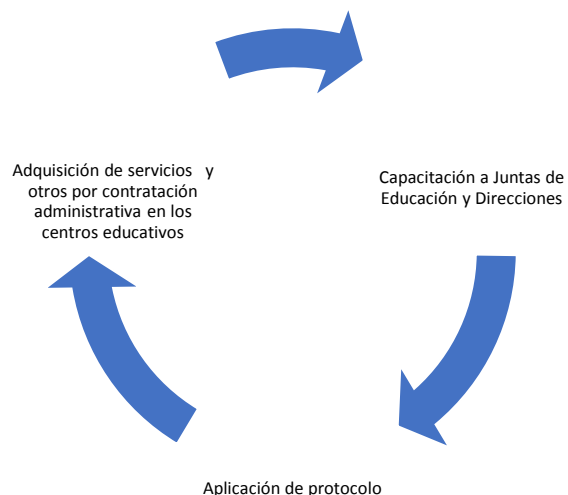 Adquisición de servicios y
otros por contratación
administrativa en los
centros educativos
Capacitación a Juntas de
Educación y Direcciones
Aplicación de protocolo